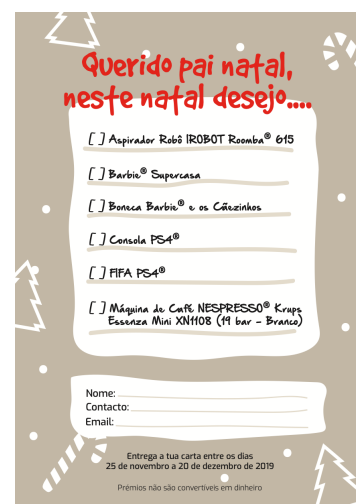 Querido pai natal,
neste natal desejo....
[ ] Aspirador Robô IROBOT Roomba® 615
[ ] Barbie® Supercasa
[ ] Boneca Barbie® e os Cãezinhos
[ ] Consola PS4®
[ ] FIFA PS4®
[ ] Máquina de Café NESPRESSO® Krups
Essenza Mini XN1108 (19 bar - Branco)
Nome:
Contacto:
Email:
Entrega a tua carta entre os dias
25 de novembro a 20 de dezembro de 2019
Prémios não são convertíveis em dinheiro